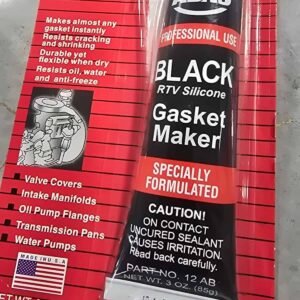 Makes almost any
gasket instantly
Resists cracking
and shrinking
Durable yet
flexible when dry
Resists oil, water
and anti-freeze
Valve Covers
Intake Manifolds
Oil Pump Flanges
Transmission Pans
Water Pumps
MADE IN U.S.A.
PROFESSIONAL USE
BLACK
RTV Silicone
Gasket
Maker
SPECIALLY
FORMULATED
CAUTION!
ON CONTACT
UNCURED SEALANT
CAUSES IRRITATION.
Read back carefully.
PART NO. 12 AB
NET WT. 3 OZ. (85g)